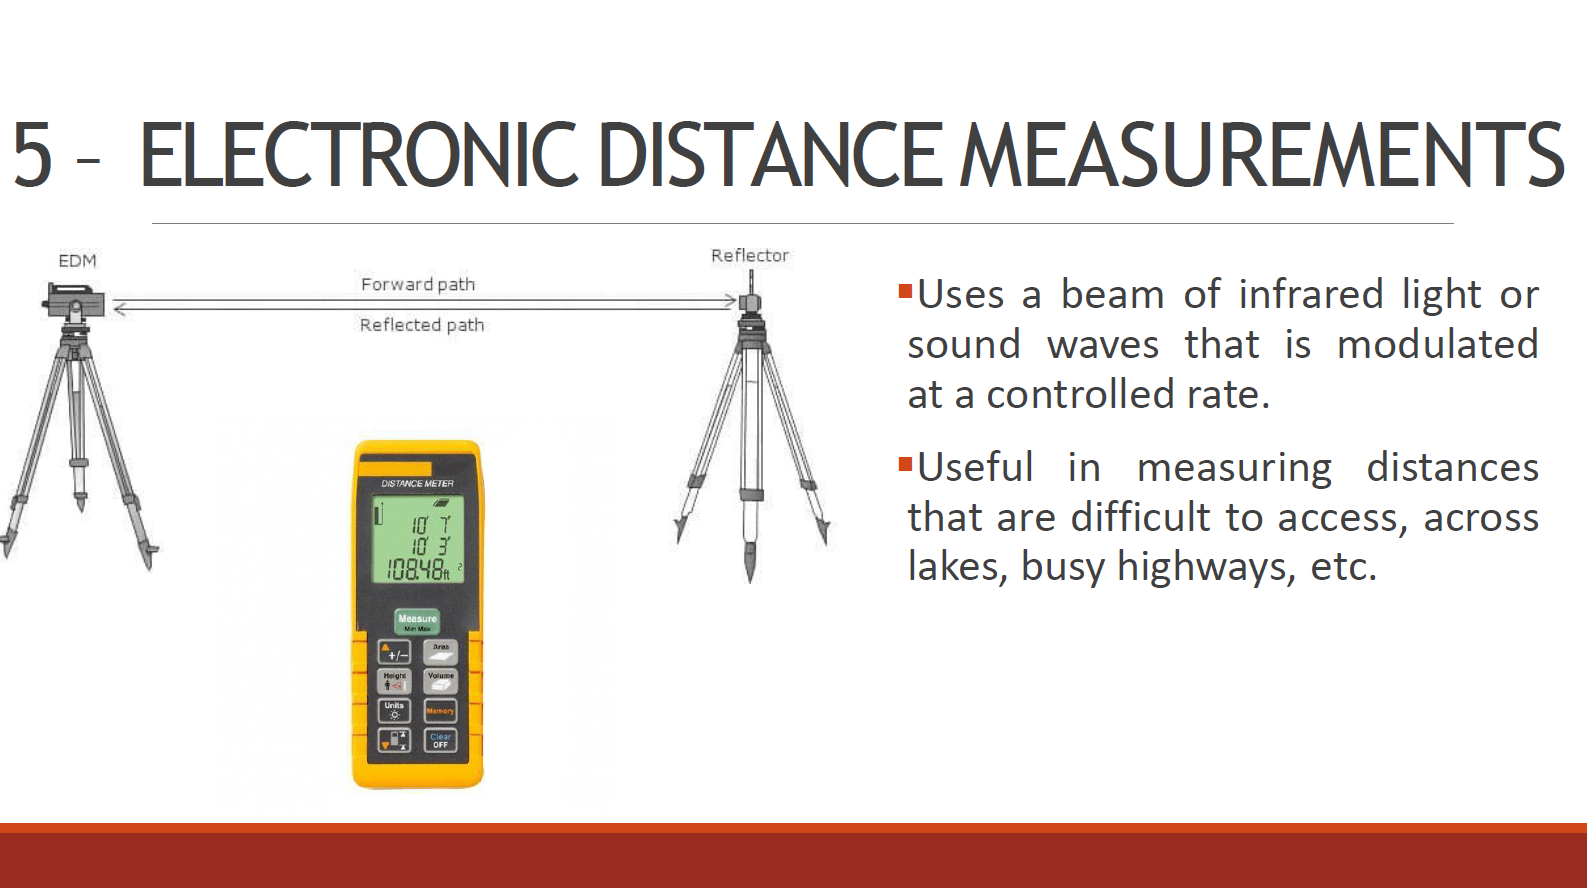 5 - ELECTRONIC DISTANCE MEASUREMENTS
EDM
Reflector
Forward path
Reflected path
▪Uses a beam of infrared light or
sound waves that is modulated
at a controlled rate.
▪Useful in measuring distances
that are difficult to access, across
lakes, busy highways, etc.
DISTANCE METER
10' 7"
10' 3"
108.48ft ²
Measure
Min Max
+/−
Area
Height
Volume
Units
Memory
Clear
OFF